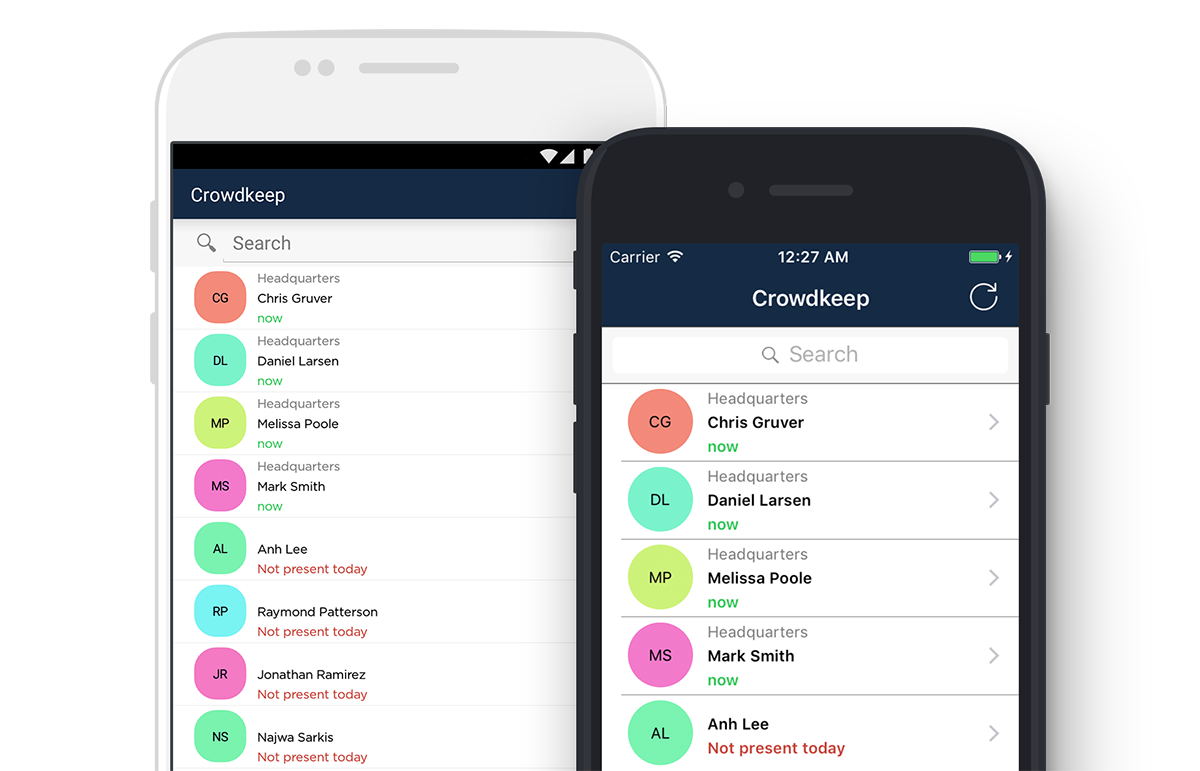 Crowdkeep
Search
CG
Headquarters
Chris Gruver
now
DL
Headquarters
Daniel Larsen
now
MP
Headquarters
Melissa Poole
now
MS
Headquarters
Mark Smith
now
AL
Anh Lee
Not present today
RP
Raymond Patterson
Not present today
JR
Jonathan Ramirez
Not present today
NS
Najwa Sarkis
Not present today
Carrier 12:27 AM
Crowdkeep
Search
CG
Headquarters
Chris Gruver
now
DL
Headquarters
Daniel Larsen
now
MP
Headquarters
Melissa Poole
now
MS
Headquarters
Mark Smith
now
AL
Anh Lee
Not present today